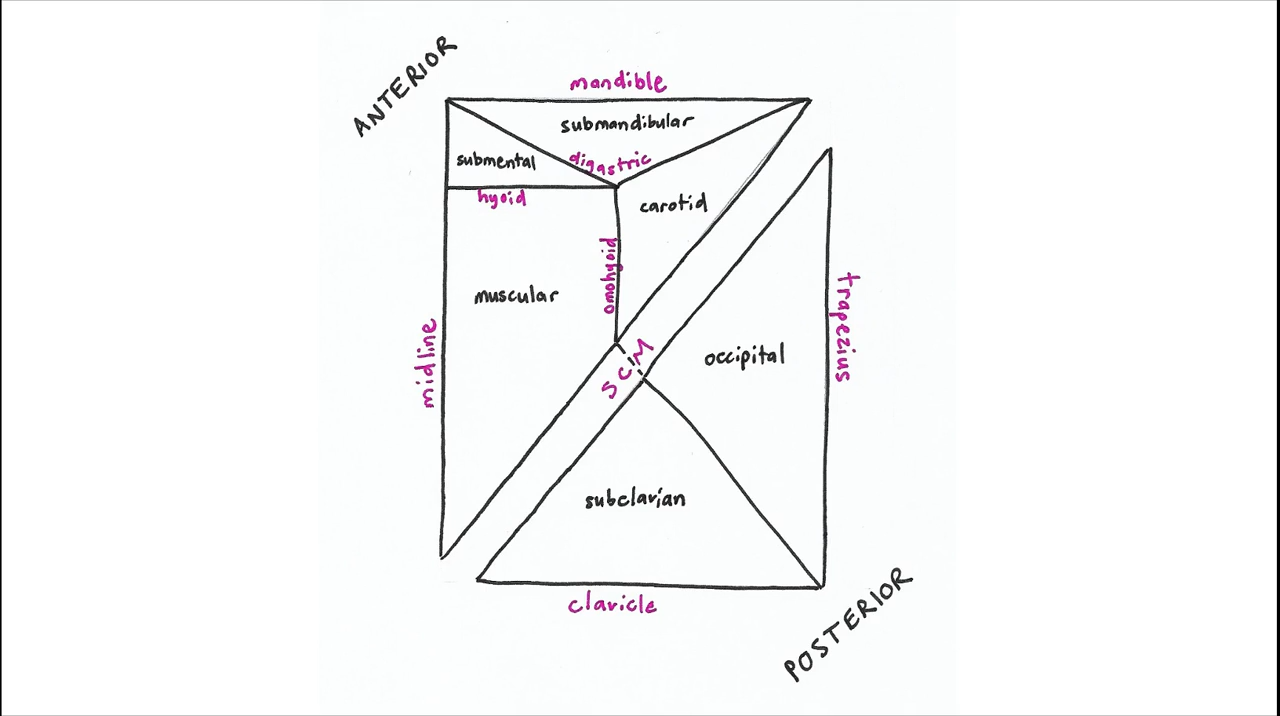 ANTERIOR
mandible
submandibular
submental
digastric
hyoid
carotid
omohyoid
muscular
midline
SCM
trapezius
occipital
subclavian
clavicle
POSTERIOR